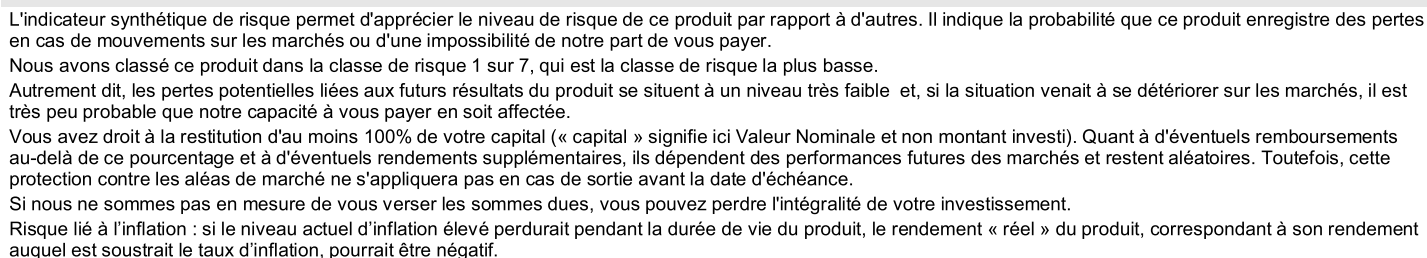 L'indicateur synthétique de risque permet d'apprécier le niveau de risque de ce produit par rapport à d'autres. Il indique la probabilité que ce produit enregistre des pertes
en cas de mouvements sur les marchés ou d'une impossibilité de notre part de vous payer.
Nous avons classé ce produit dans la classe de risque 1 sur 7, qui est la classe de risque la plus basse.
Autrement dit, les pertes potentielles liées aux futurs résultats du produit se situent à un niveau très faible et, si la situation venait à se détériorer sur les marchés, il est
très peu probable que notre capacité à vous payer en soit affectée.
Vous avez droit à la restitution d'au moins 100% de votre capital (« capital » signifie ici Valeur Nominale et non montant investi). Quant à d'éventuels remboursements
au-delà de ce pourcentage et à d'éventuels rendements supplémentaires, ils dépendent des performances futures des marchés et restent aléatoires. Toutefois, cette
protection contre les aléas de marché ne s'appliquera pas en cas de sortie avant la date d'échéance.
Si nous ne sommes pas en mesure de vous verser les sommes dues, vous pouvez perdre l'intégralité de votre investissement.
Risque lié à l’inflation : si le niveau actuel d’inflation élevé perdurait pendant la durée de vie du produit, le rendement « réel » du produit, correspondant à son rendement
auquel est soustrait le taux d’inflation, pourrait être négatif.